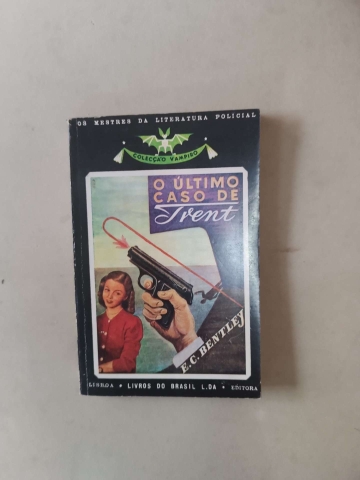 OS MESTRES DA LITERATURA POLICIAL
COLECÇÃO VAMPIRO
O ÚLTIMO
CASO DE
Trent
E.C. BENTLEY
LISBOA • LIVROS DO BRASIL L.DA • EDITORA